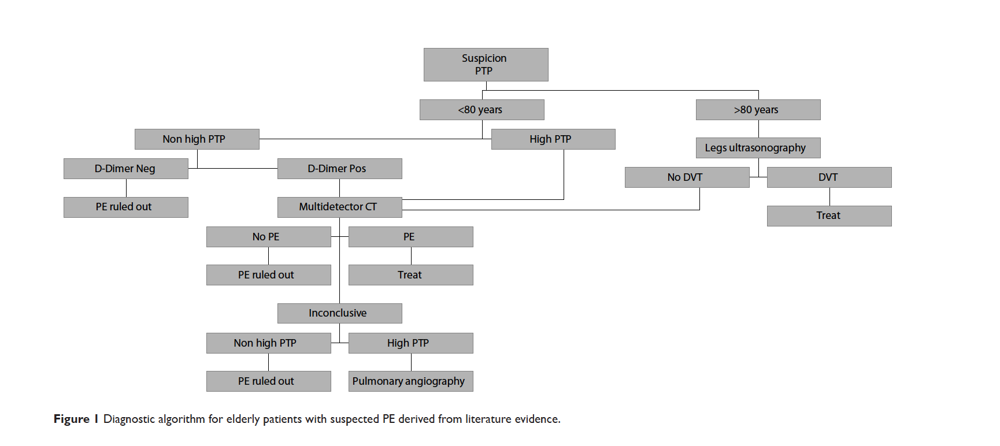 Suspicion
PTP
<80 years
>80 years
Non high PTP
High PTP
Legs ultrasonography
D-Dimer Neg
D-Dimer Pos
No DVT
DVT
PE ruled out
Multidetector CT
Treat
No PE
PE
PE ruled out
Treat
Inconclusive
Non high PTP
High PTP
PE ruled out
Pulmonary angiography
Figure 1 Diagnostic algorithm for elderly patients with suspected PE derived from literature evidence.